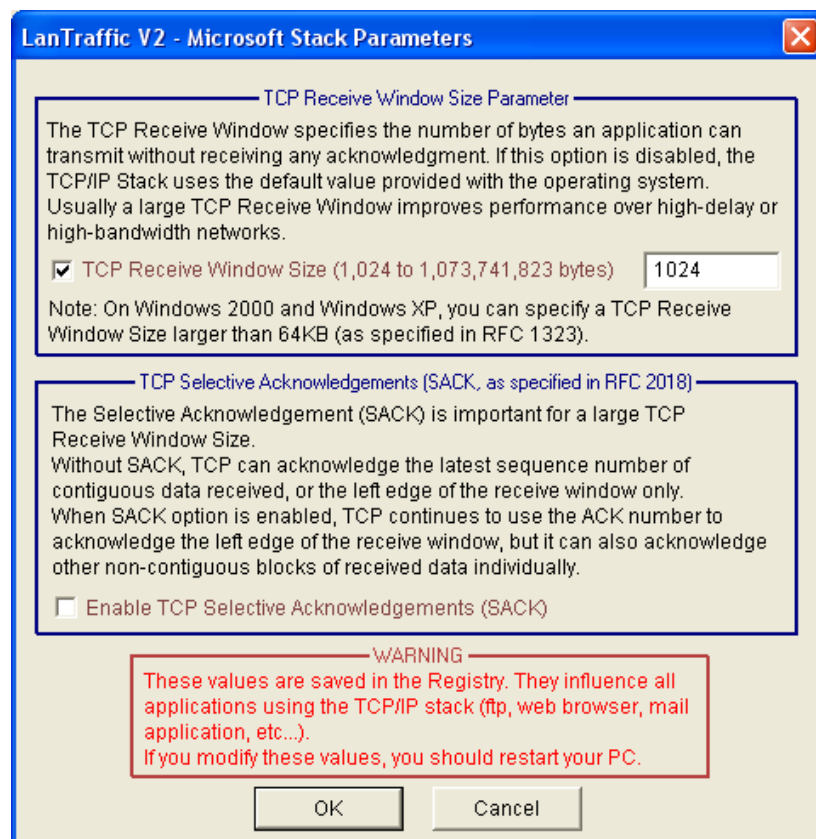 LanTraffic V2 - Microsoft Stack Parameters
TCP Receive Window Size Parameter
The TCP Receive Window specifies the number of bytes an application can
transmit without receiving any acknowledgment. If this option is disabled, the
TCP/IP Stack uses the default value provided with the operating system.
Usually a large TCP Receive Window improves performance over high-delay or
high-bandwidth networks.
TCP Receive Window Size (1,024 to 1,073,741,823 bytes) 1024
Note: On Windows 2000 and Windows XP, you can specify a TCP Receive
Window Size larger than 64KB (as specified in RFC 1323).
TCP Selective Acknowledgements (SACK, as specified in RFC 2018)
The Selective Acknowledgement (SACK) is important for a large TCP
Receive Window Size.
Without SACK, TCP can acknowledge the latest sequence number of
contiguous data received, or the left edge of the receive window only.
When SACK option is enabled, TCP continues to use the ACK number to
acknowledge the left edge of the receive window, but it can also acknowledge
other non-contiguous blocks of received data individually.
Enable TCP Selective Acknowledgements (SACK)
WARNING
These values are saved in the Registry. They influence all
applications using the TCP/IP stack (ftp, web browser, mail
application, etc...).
If you modify these values, you should restart your PC.
OK Cancel